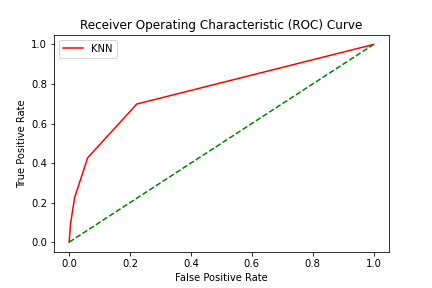 Receiver Operating Characteristic (ROC) Curve
KNN
True Positive Rate
1.0
0.8
0.6
0.4
0.2
0.0
0.0 0.2 0.4 0.6 0.8 1.0
False Positive Rate